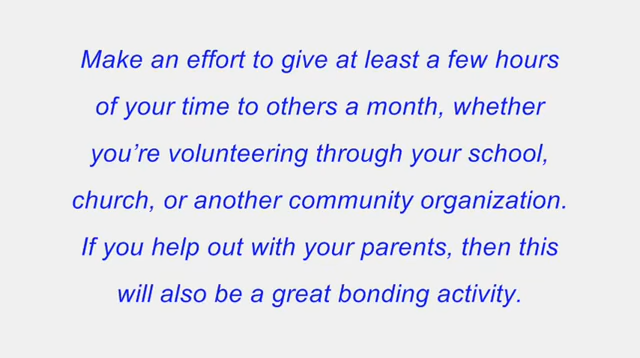 Make an effort to give at least a few hours
of your time to others a month, whether
you’re volunteering through your school,
church, or another community organization.
If you help out with your parents, then this
will also be a great bonding activity.